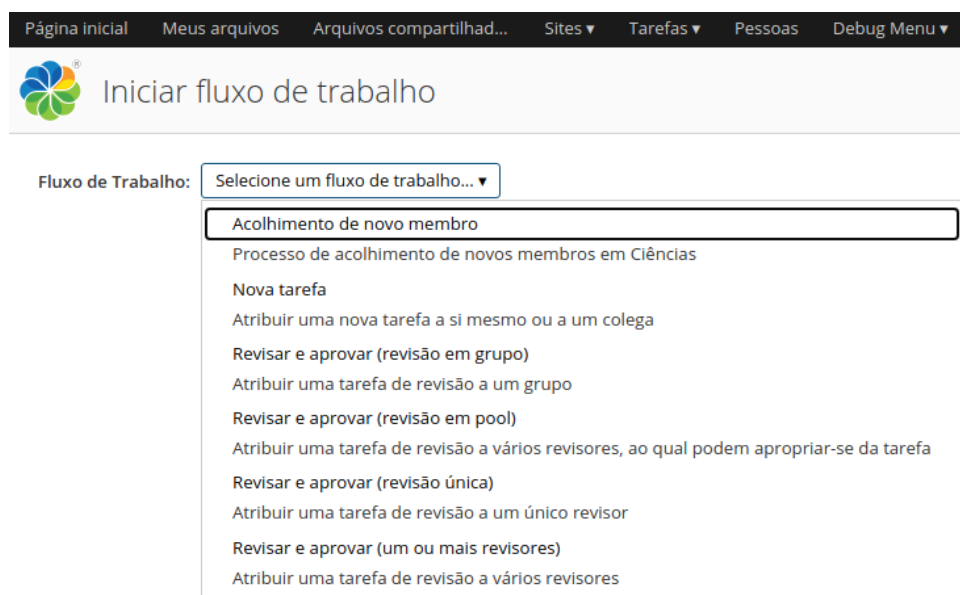 Página inicial Meus arquivos Arquivos compartilhad... Sites ▾ Tarefas ▾ Pessoas Debug Menu ▾
® Iniciar fluxo de trabalho
Fluxo de Trabalho: Selecione um fluxo de trabalho... ▾
Acolhimento de novo membro
Processo de acolhimento de novos membros em Ciências
Nova tarefa
Atribuir uma nova tarefa a si mesmo ou a um colega
Revisar e aprovar (revisão em grupo)
Atribuir uma tarefa de revisão a um grupo
Revisar e aprovar (revisão em pool)
Atribuir uma tarefa de revisão a vários revisores, ao qual podem apropriar-se da tarefa
Revisar e aprovar (revisão única)
Atribuir uma tarefa de revisão a um único revisor
Revisar e aprovar (um ou mais revisores)
Atribuir uma tarefa de revisão a vários revisores